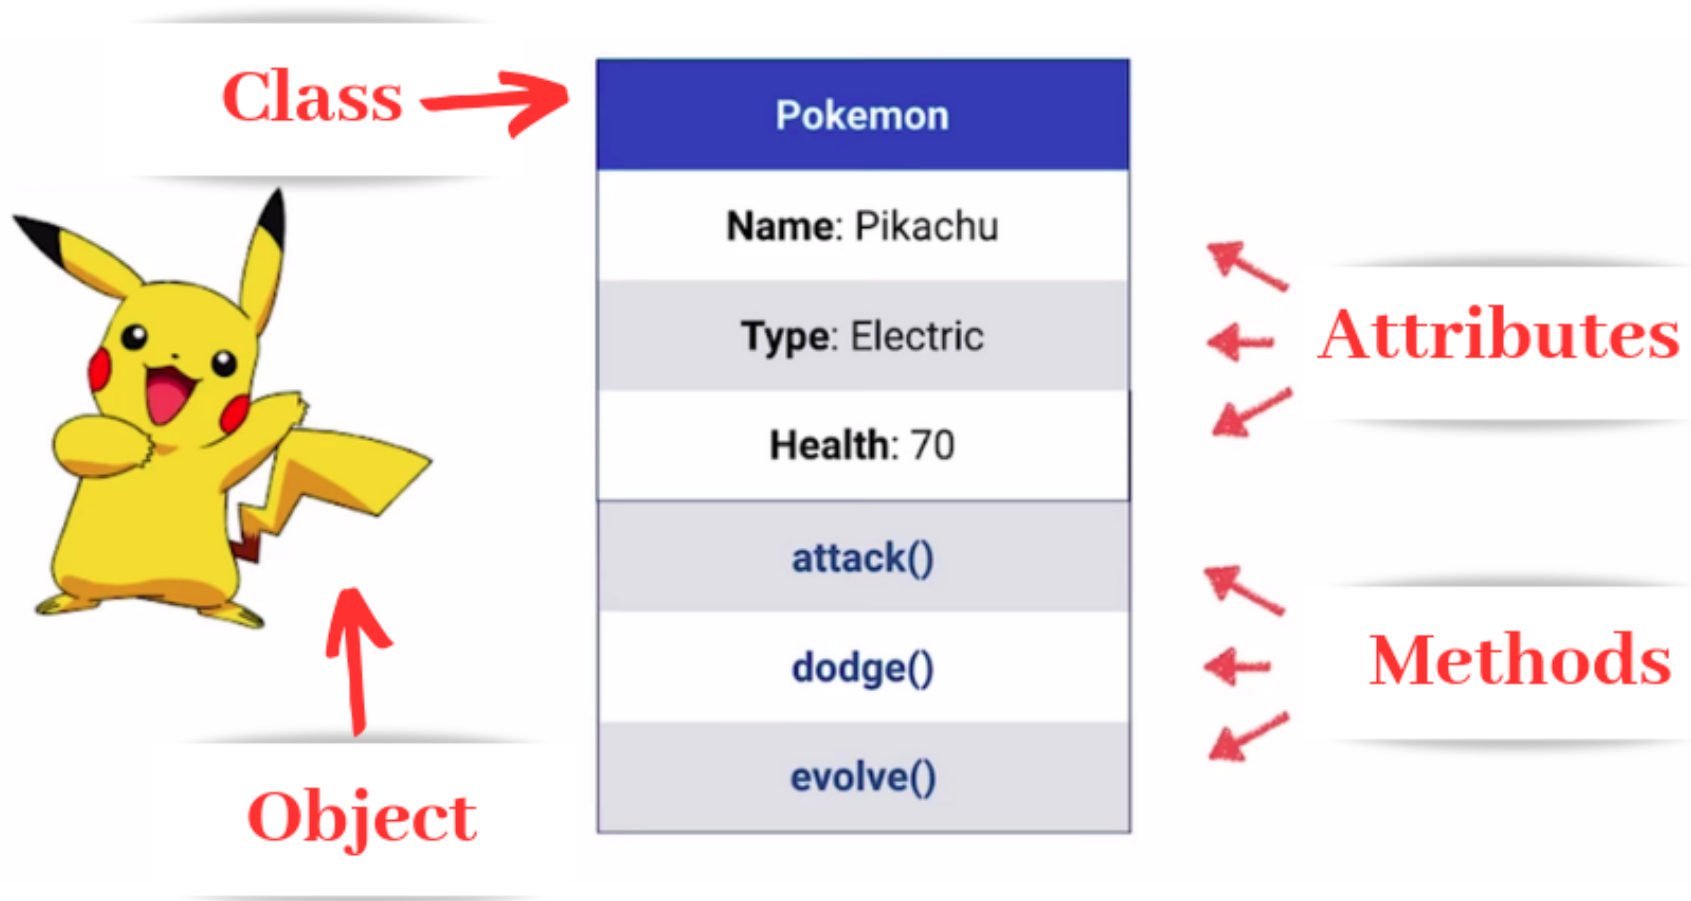 Class
Pokemon
Name: Pikachu
Type: Electric
Health: 70
Attributes
attack()
dodge()
evolve()
Methods
Object